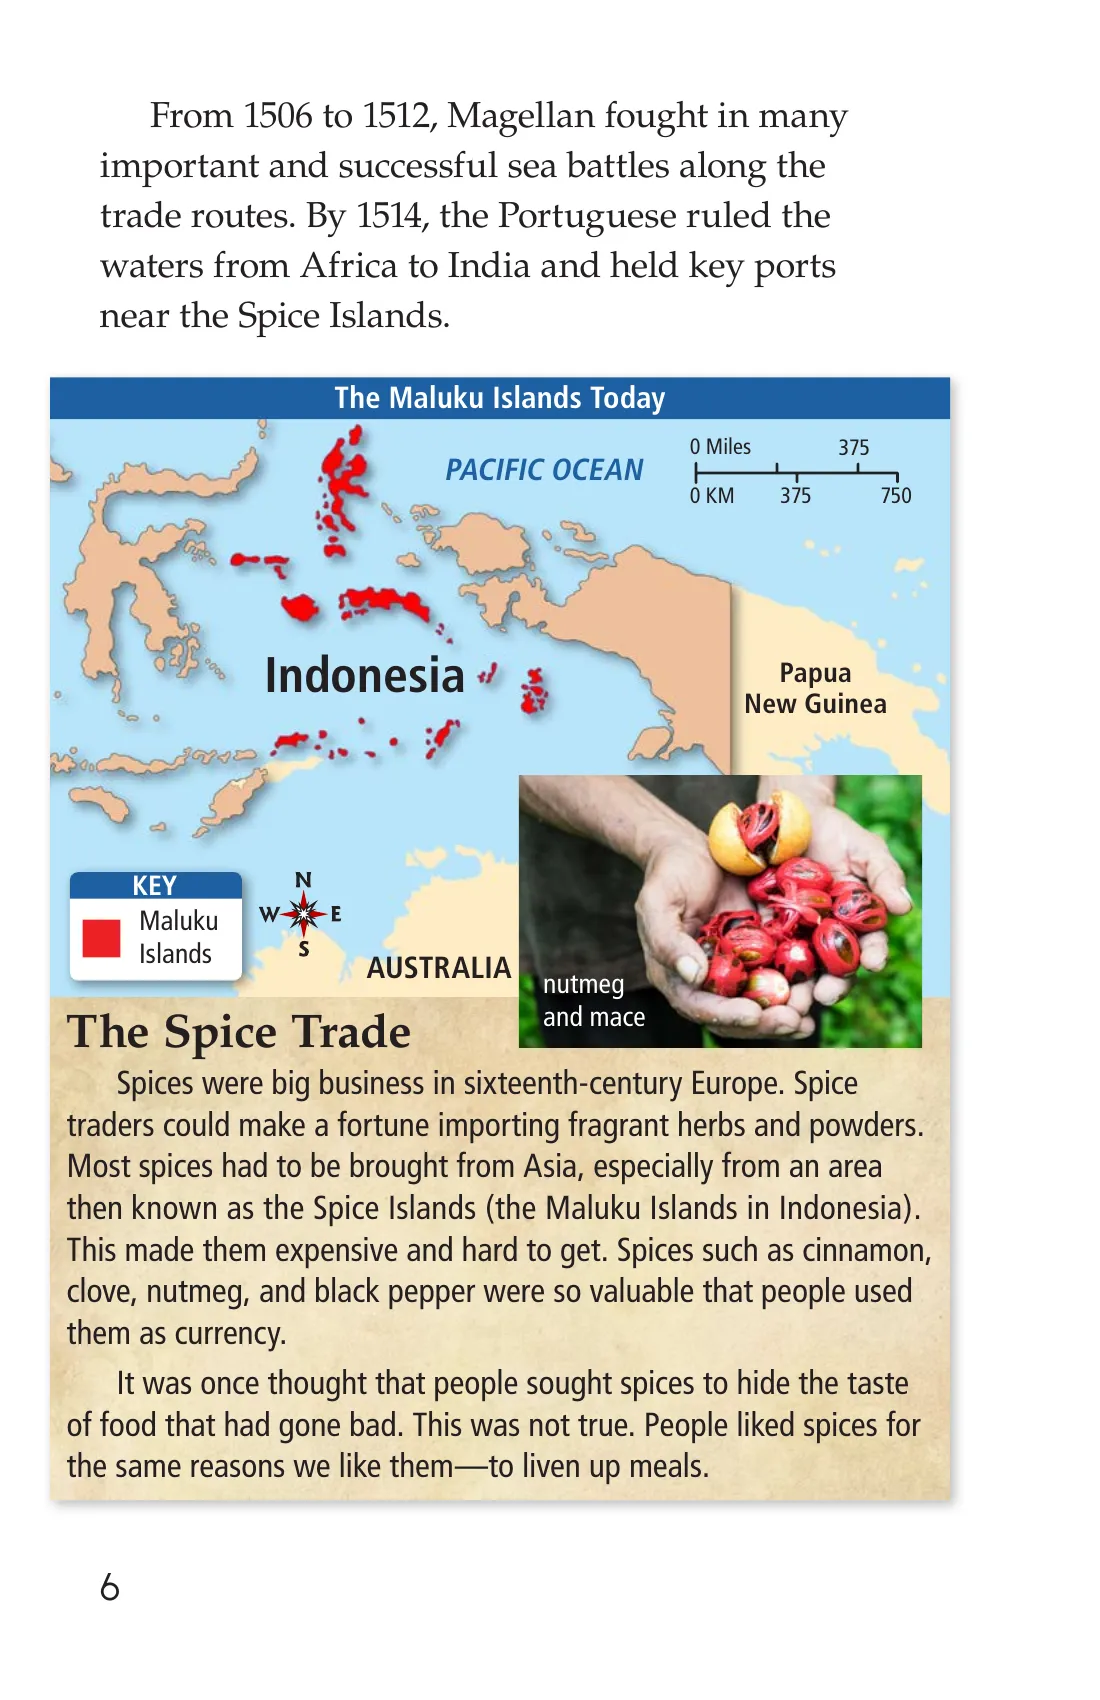 From 1506 to 1512, Magellan fought in many
important and successful sea battles along the
trade routes. By 1514, the Portuguese ruled the
waters from Africa to India and held key ports
near the Spice Islands.
The Maluku Islands Today
PACIFIC OCEAN
0 Miles 375
0 KM 375 750
Indonesia
Papua
New Guinea
KEY
Maluku
Islands
N
W E
S
AUSTRALIA
nutmeg
and mace
The Spice Trade
Spices were big business in sixteenth-century Europe. Spice
traders could make a fortune importing fragrant herbs and powders.
Most spices had to be brought from Asia, especially from an area
then known as the Spice Islands (the Maluku Islands in Indonesia).
This made them expensive and hard to get. Spices such as cinnamon,
clove, nutmeg, and black pepper were so valuable that people used
them as currency.
It was once thought that people sought spices to hide the taste
of food that had gone bad. This was not true. People liked spices for
the same reasons we like them—to liven up meals.
6